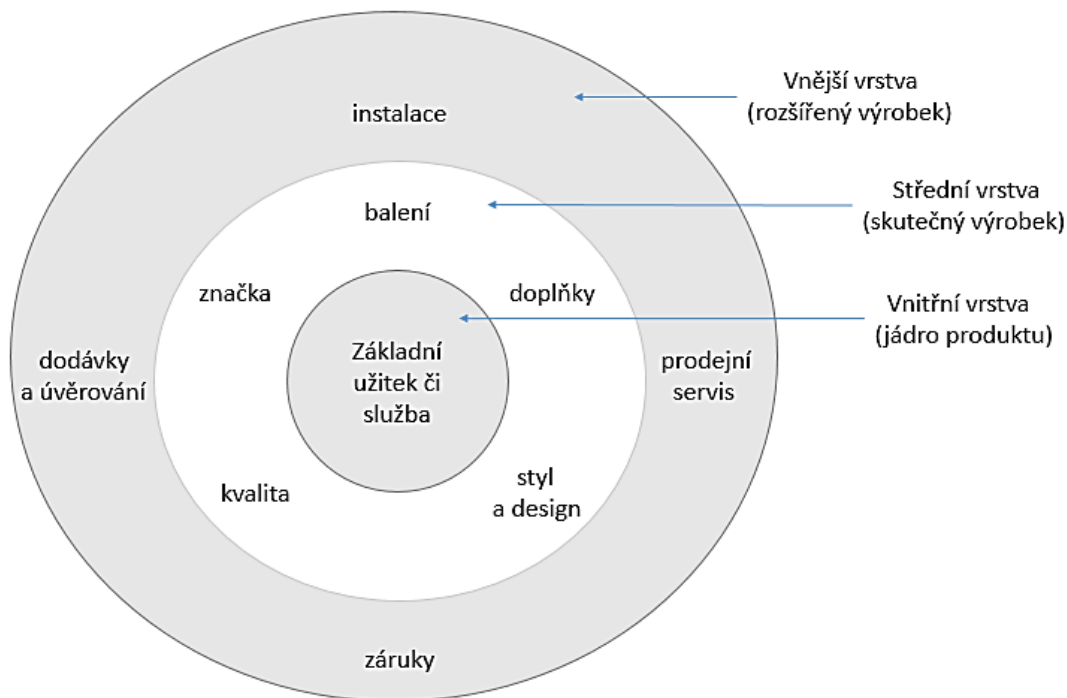 Vnější vrstva
(rozšířený výrobek)
instalace
Střední vrstva
(skutečný výrobek)
balení
značka
doplňky
Vnitřní vrstva
(jádro produktu)
Základní
užitek či
služba
dodávky
a úvěrování
prodejní
servis
kvalita
styl
a design
záruky